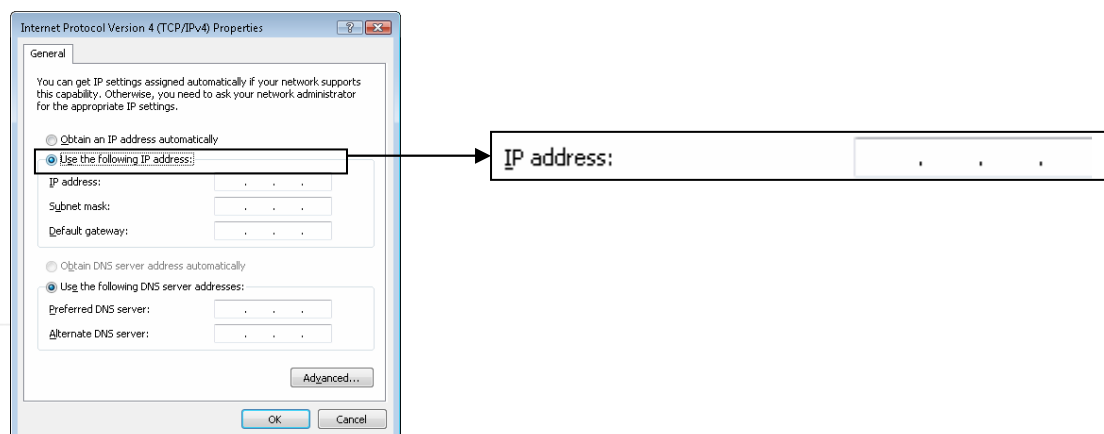 Internet Protocol Version 4 (TCP/IPv4) Properties
General
You can get IP settings assigned automatically if your network supports
this capability. Otherwise, you need to ask your network administrator
for the appropriate IP settings.
Obtain an IP address automatically
Use the following IP address:
IP address:
. . .
Subnet mask:
. . .
Default gateway:
. . .
Obtain DNS server address automatically
Use the following DNS server addresses:
Preferred DNS server:
. . .
Alternate DNS server:
. . .
Advanced...
OK
Cancel
IP address:
. . .